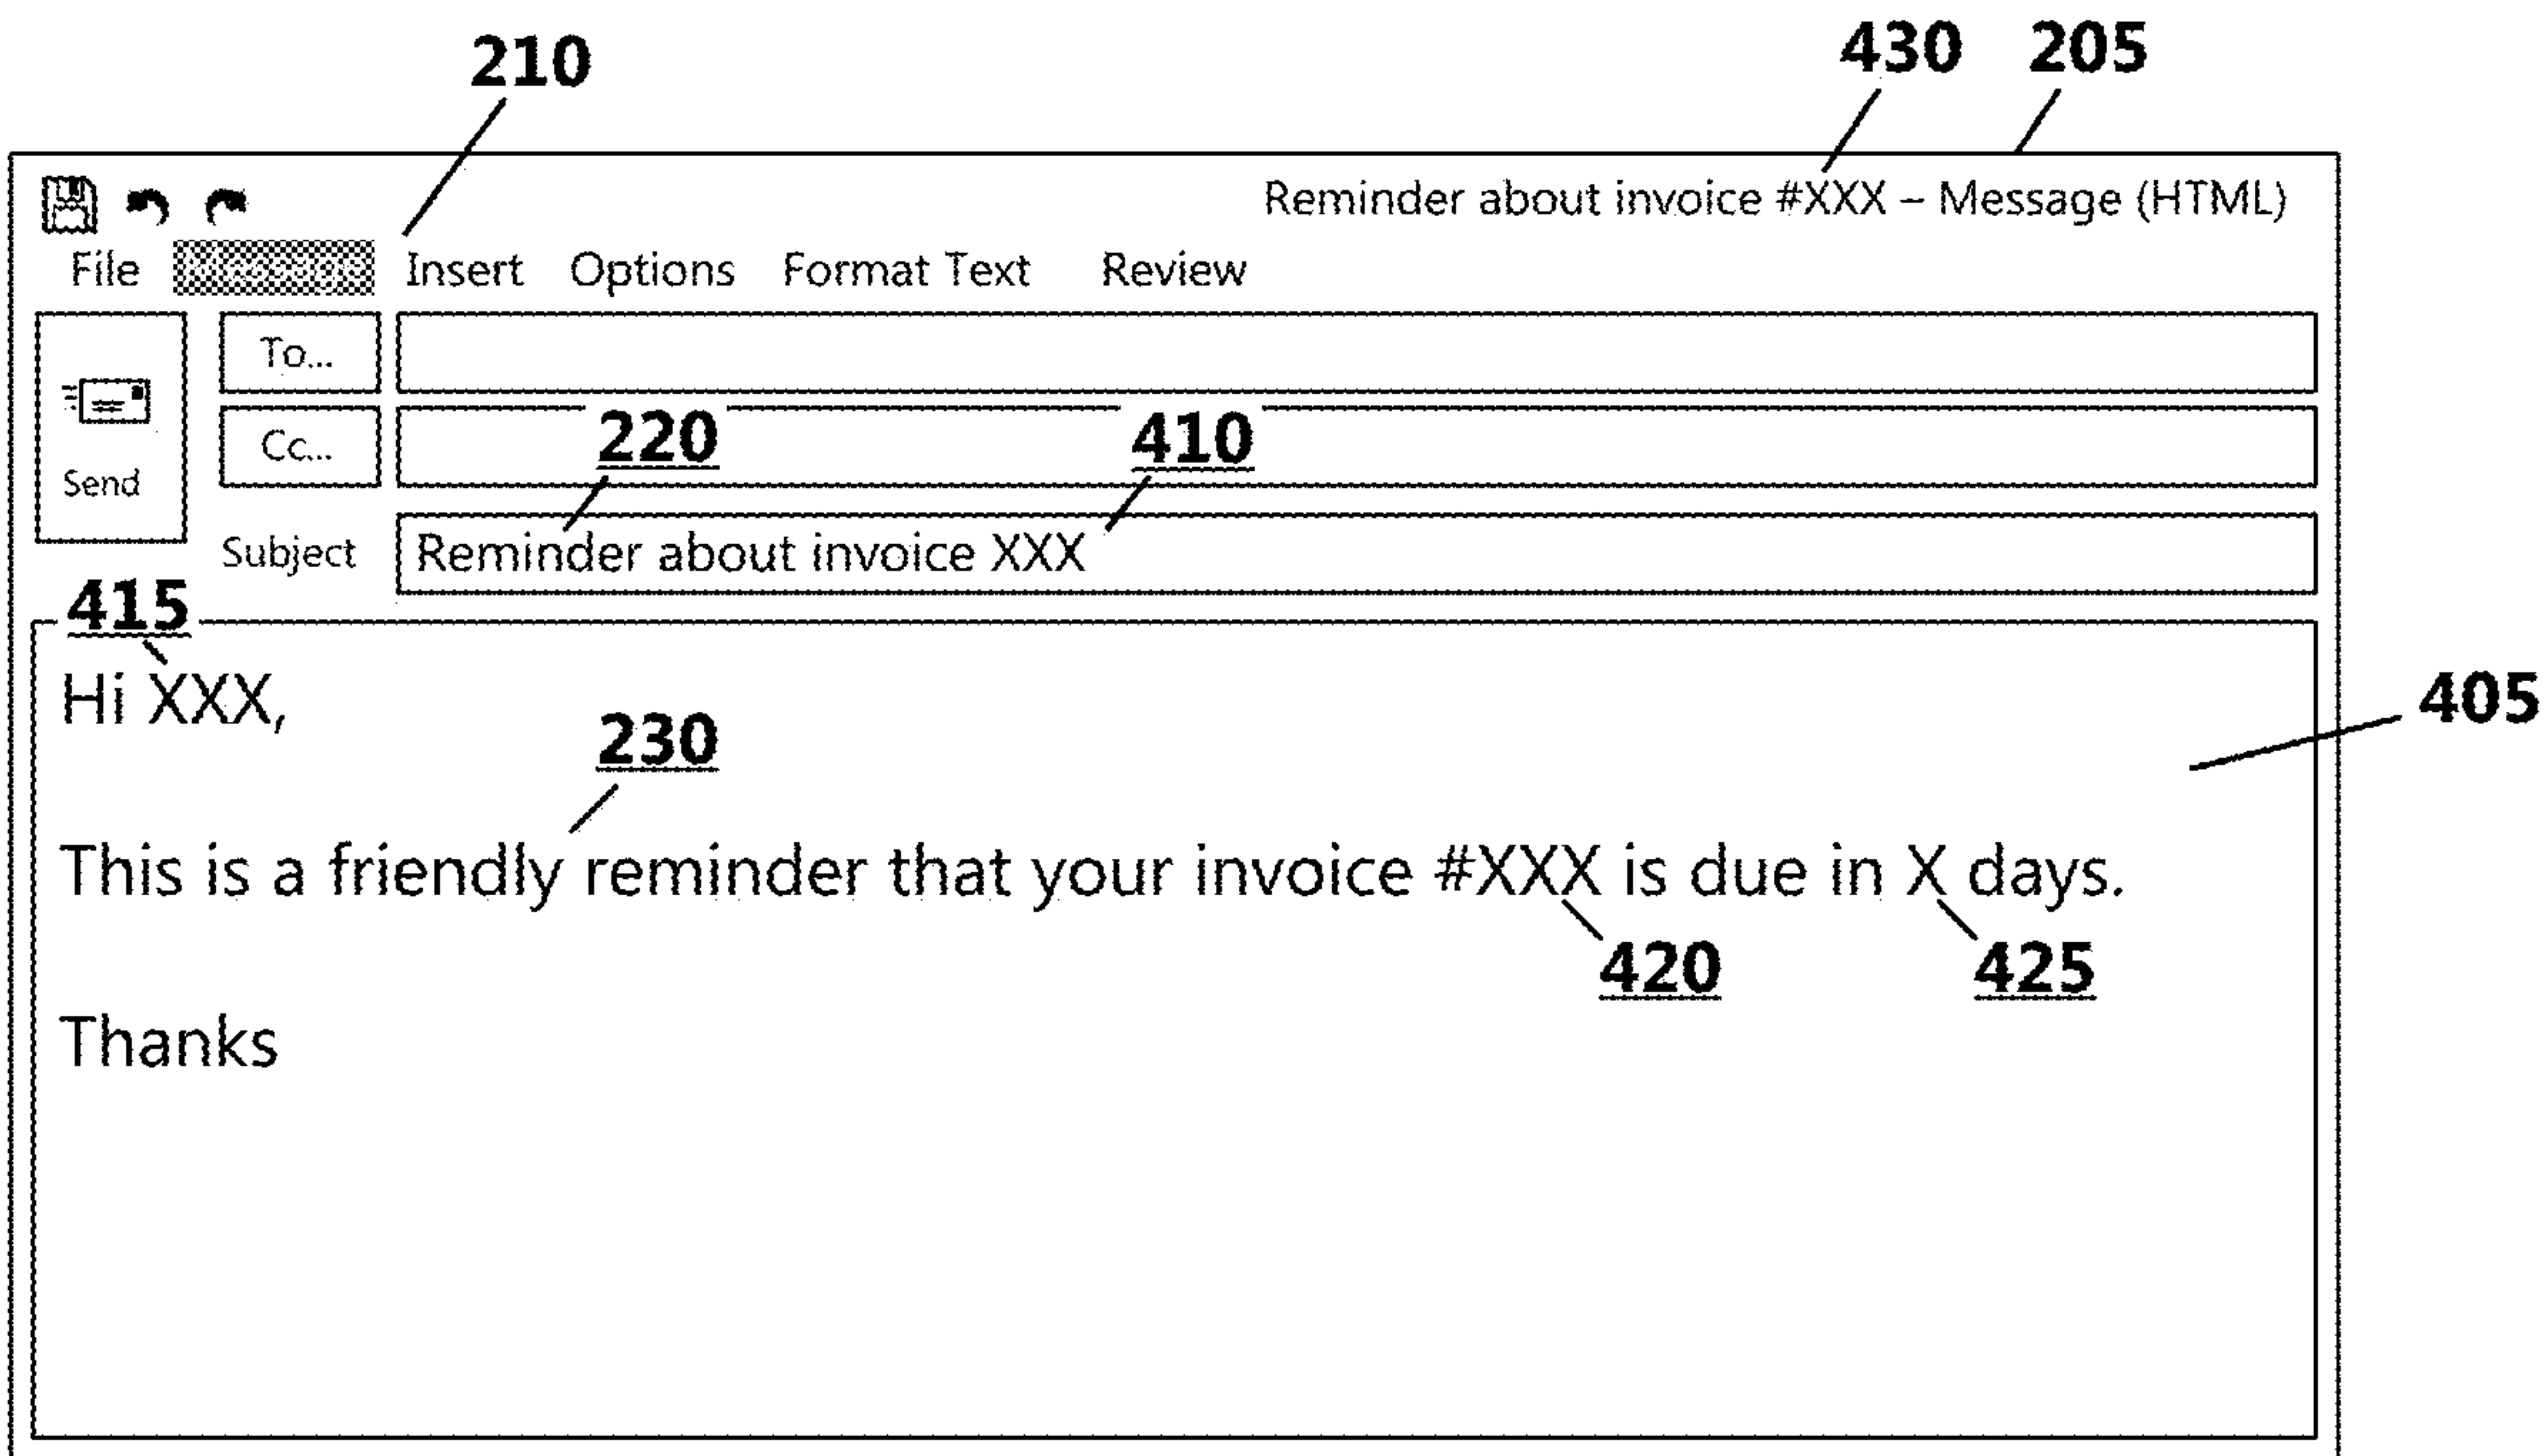 210
430 205
Reminder about invoice #XXX – Message (HTML)
File Message Insert Options Format Text Review
To...
Cc...
Send
220 410
Subject Reminder about invoice XXX
415
Hi XXX,
405
230
This is a friendly reminder that your invoice #XXX is due in X days.
420 425
Thanks